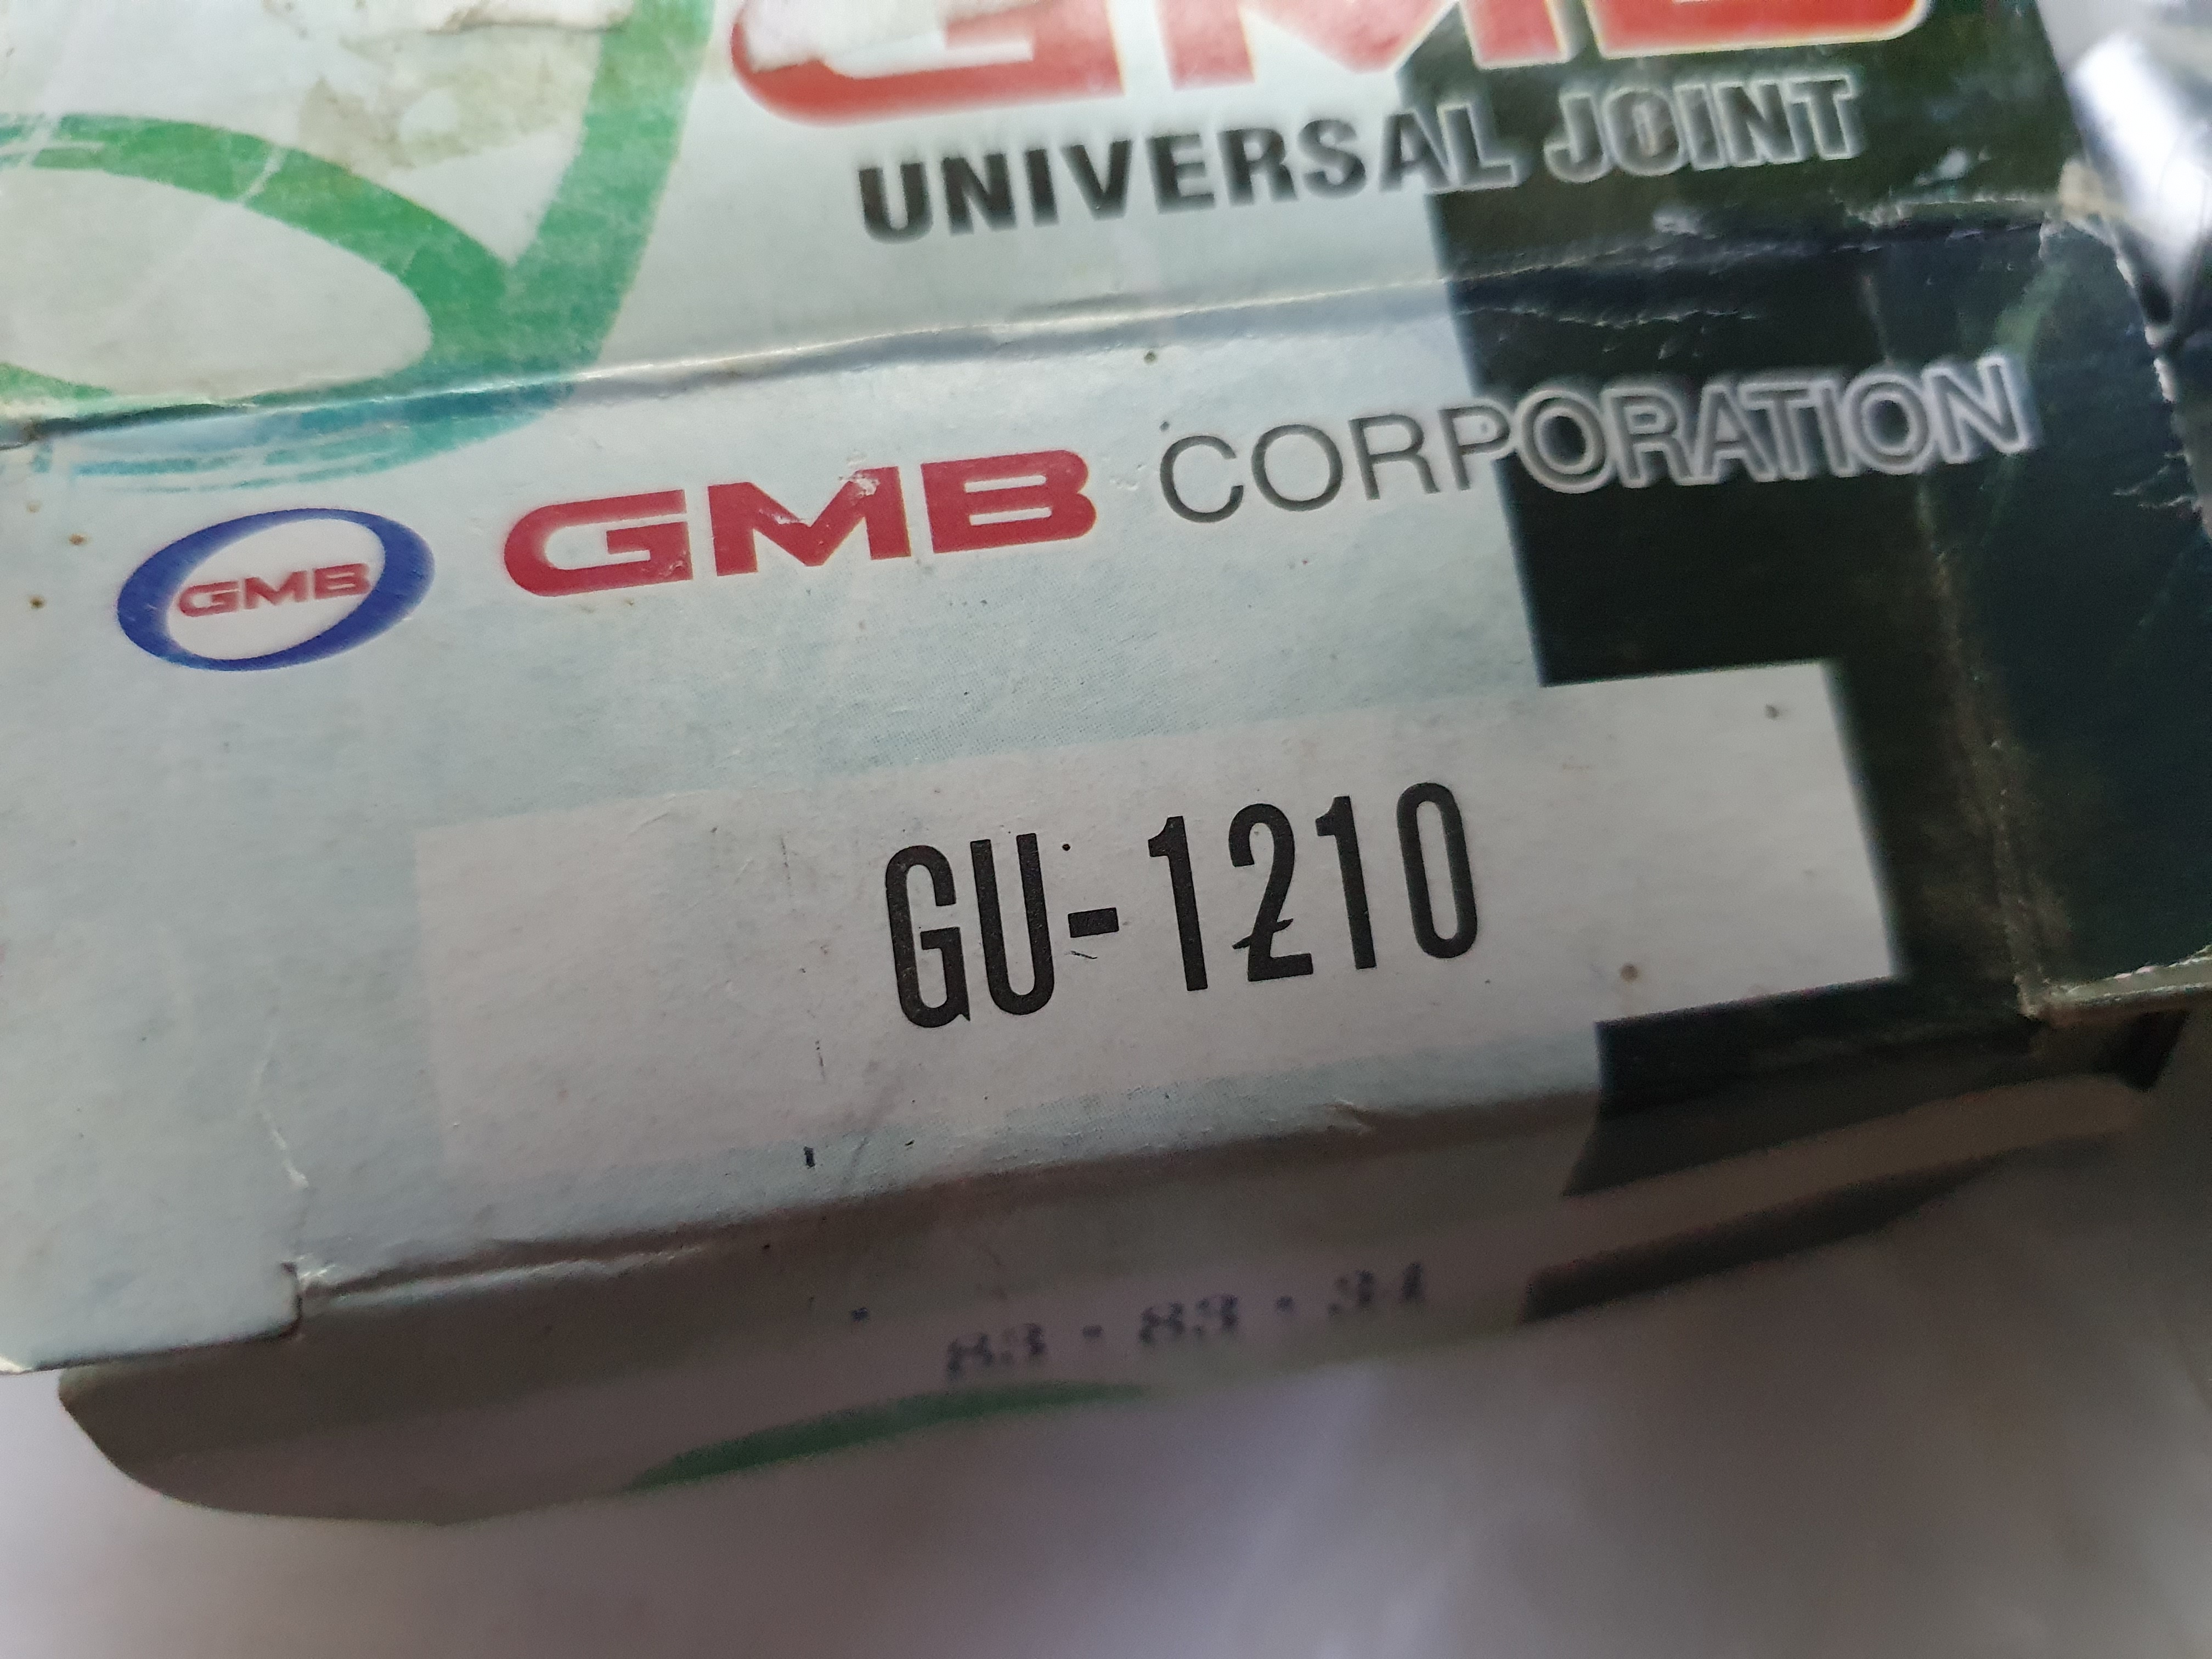 GMB
UNIVERSAL JOINT
GMB GMB CORPORATION
GU-1210